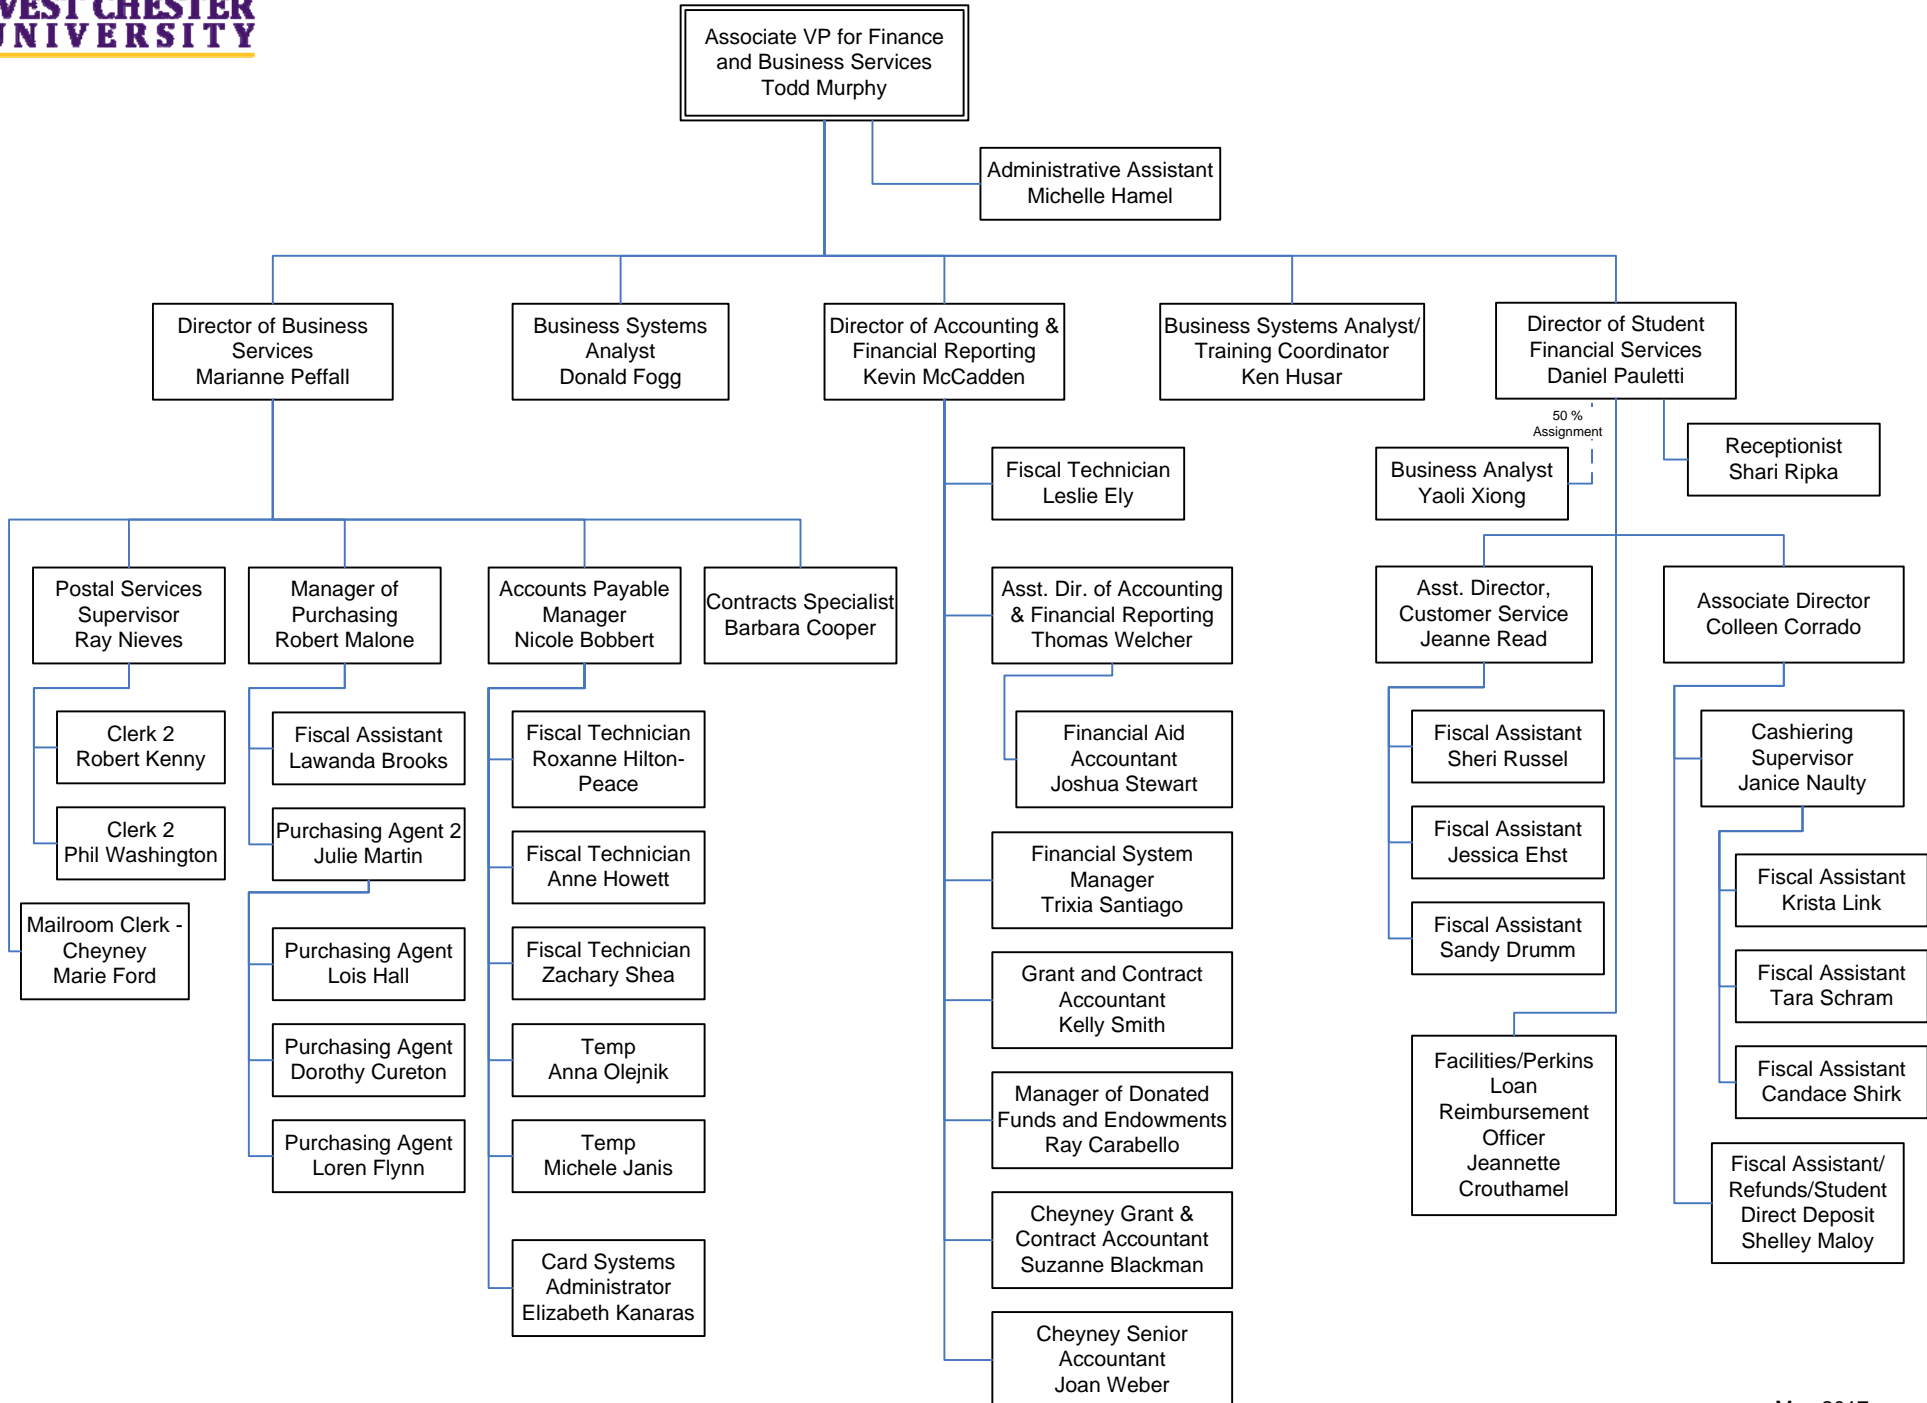 WEST CHESTER
UNIVERSITY
Associate VP for Finance
and Business Services
Todd Murphy
Administrative Assistant
Michelle Hamel
Director of Business
Services
Marianne Peffall
Business Systems
Analyst
Donald Fogg
Director of Accounting &
Financial Reporting
Kevin McCadden
Business Systems Analyst/
Training Coordinator
Ken Husar
Director of Student
Financial Services
Daniel Pauletti
50 %
Assignment
Business Analyst
Yaoli Xiong
Receptionist
Shari Ripka
Postal Services
Supervisor
Ray Nieves
Clerk 2
Robert Kenny
Clerk 2
Phil Washington
Mailroom Clerk -
Cheyney
Marie Ford
Manager of
Purchasing
Robert Malone
Fiscal Assistant
Lawanda Brooks
Purchasing Agent 2
Julie Martin
Purchasing Agent
Lois Hall
Purchasing Agent
Dorothy Cureton
Purchasing Agent
Loren Flynn
Accounts Payable
Manager
Nicole Bobbert
Fiscal Technician
Roxanne Hilton-
Peace
Fiscal Technician
Anne Howett
Fiscal Technician
Zachary Shea
Temp
Anna Olejnik
Temp
Michele Janis
Card Systems
Administrator
Elizabeth Kanaras
Contracts Specialist
Barbara Cooper
Fiscal Technician
Leslie Ely
Asst. Dir. of Accounting
& Financial Reporting
Thomas Welcher
Financial Aid
Accountant
Joshua Stewart
Financial System
Manager
Trixia Santiago
Grant and Contract
Accountant
Kelly Smith
Manager of Donated
Funds and Endowments
Ray Carabello
Cheyney Grant &
Contract Accountant
Suzanne Blackman
Cheyney Senior
Accountant
Joan Weber
Asst. Director,
Customer Service
Jeanne Read
Fiscal Assistant
Sheri Russel
Fiscal Assistant
Jessica Ehst
Fiscal Assistant
Sandy Drumm
Facilities/Perkins
Loan
Reimbursement
Officer
Jeannette
Crouthamel
Associate Director
Colleen Corrado
Cashiering
Supervisor
Janice Naulty
Fiscal Assistant
Krista Link
Fiscal Assistant
Tara Schram
Fiscal Assistant
Candace Shirk
Fiscal Assistant/
Refunds/Student
Direct Deposit
Shelley Maloy